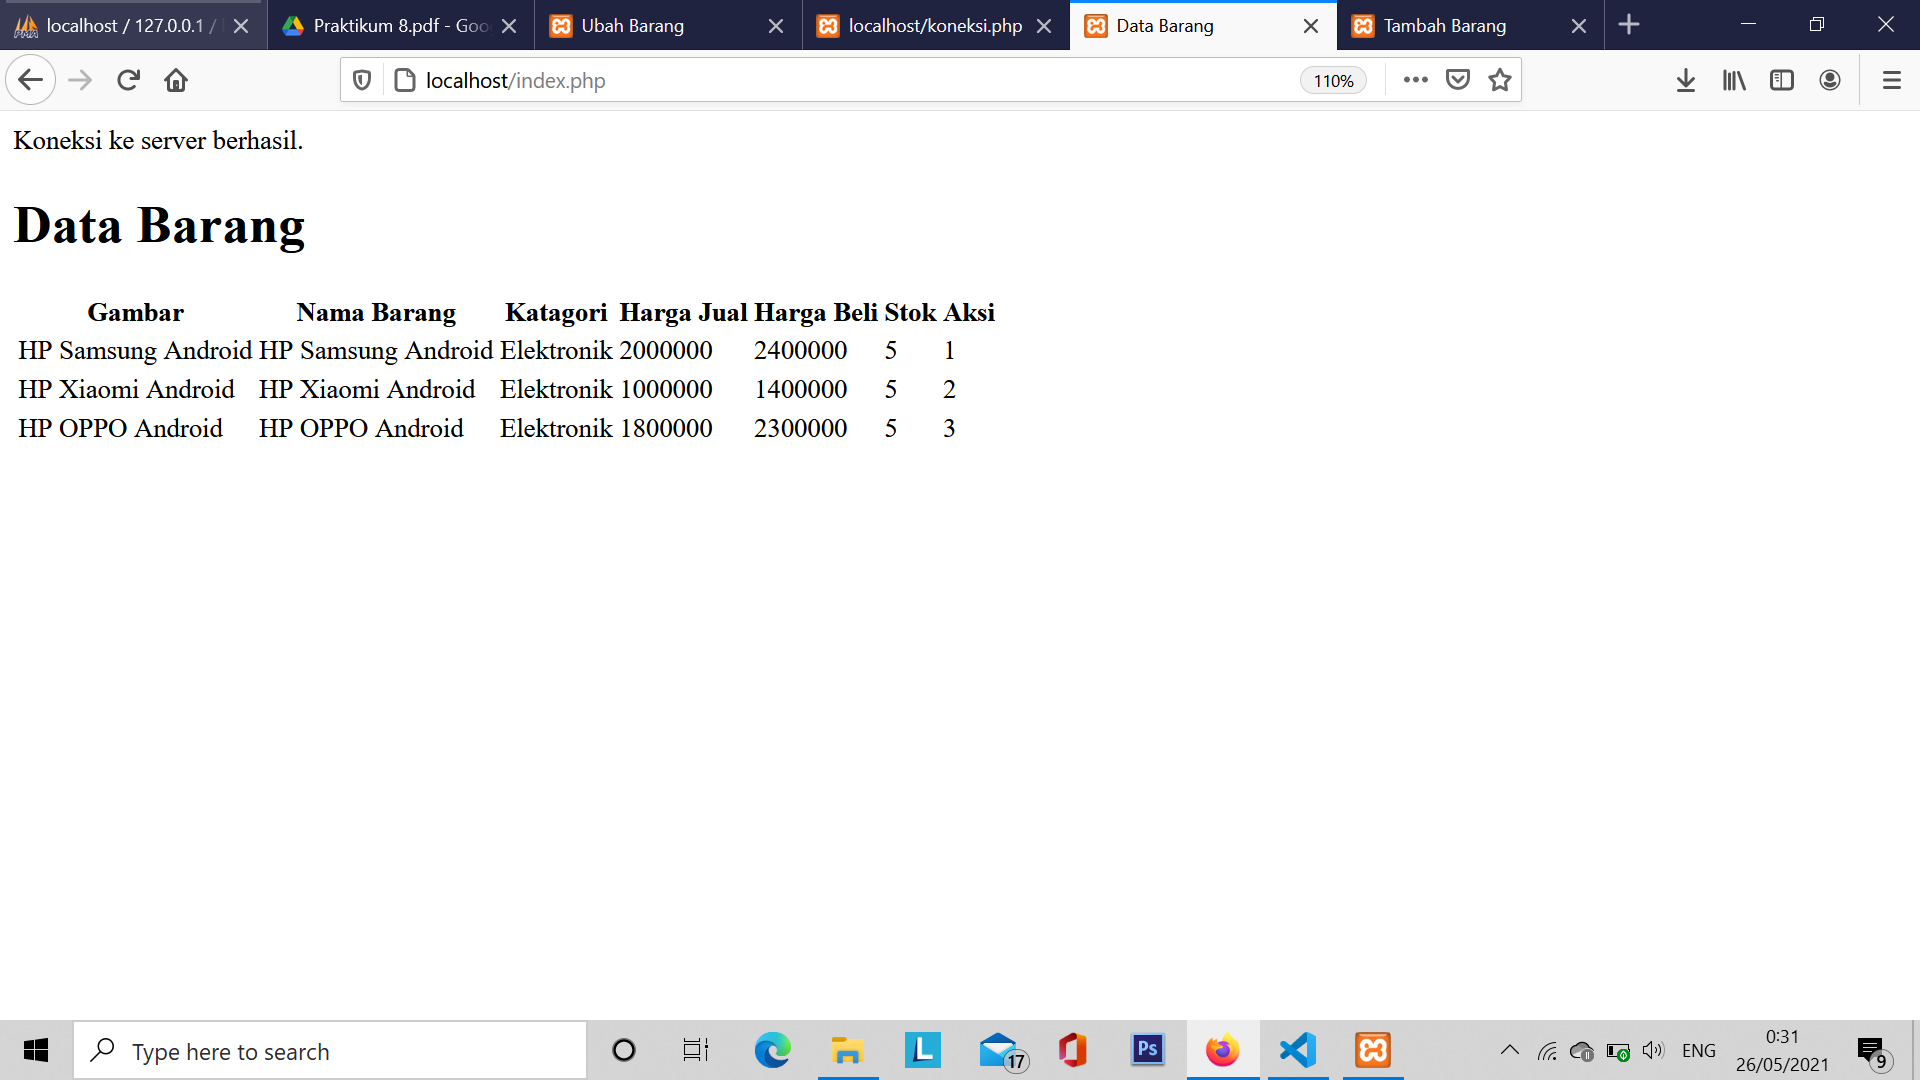 localhost / 127.0.0.1 /
Praktikum 8.pdf - Goo
Ubah Barang
localhost/koneksi.php
Data Barang
Tambah Barang
localhost/index.php
110%
Koneksi ke server berhasil.
Data Barang
Gambar Nama Barang Katagori Harga Jual Harga Beli Stok Aksi
HP Samsung Android HP Samsung Android Elektronik 2000000 2400000 5 1
HP Xiaomi Android HP Xiaomi Android Elektronik 1000000 1400000 5 2
HP OPPO Android HP OPPO Android Elektronik 1800000 2300000 5 3
Type here to search
L
17
Ps
ENG
0:31
26/05/2021
9